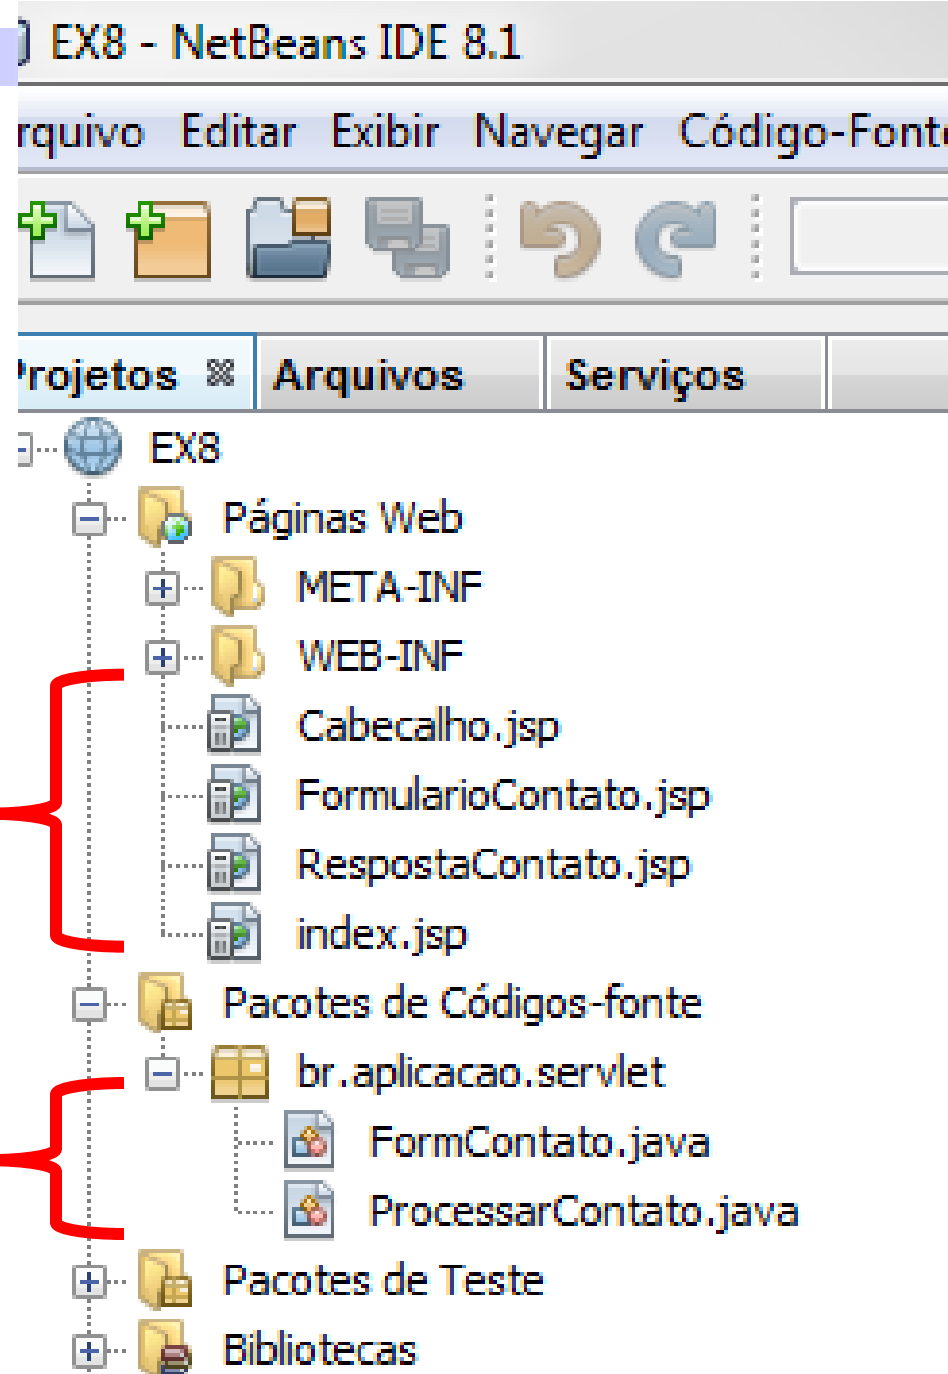 EX8 - NetBeans IDE 8.1
rquivo Editar Exibir Navegar Código-Fonte
Projetos Arquivos Serviços
EX8
Páginas Web
META-INF
WEB-INF
Cabecalho.jsp
FormularioContato.jsp
RespostaContato.jsp
index.jsp
Pacotes de Códigos-fonte
br.aplicacao.servlet
FormContato.java
ProcessarContato.java
Pacotes de Teste
Bibliotecas